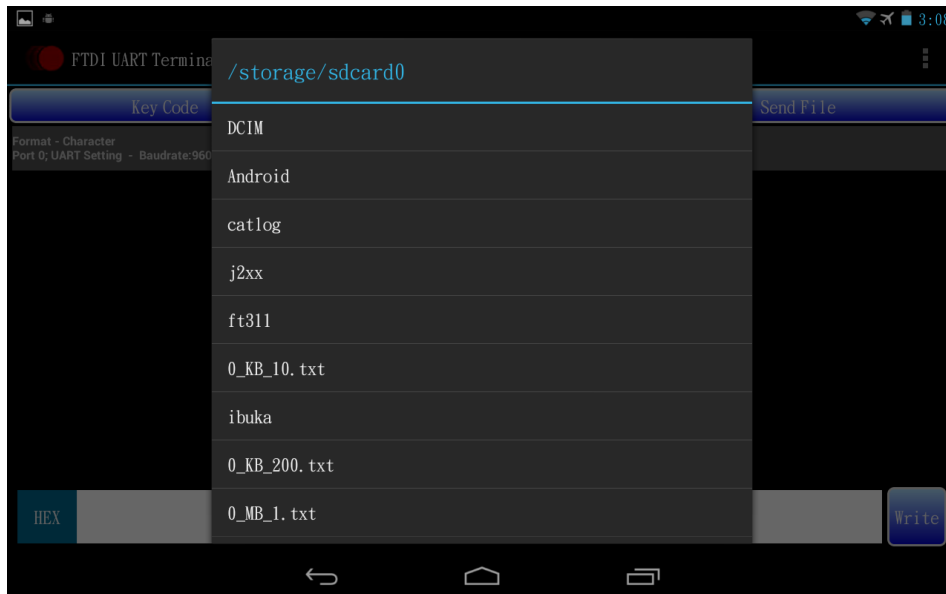 3:08
FTDI UART Termina
/storage/sdcard0
Key Code
Send File
Format - Character
Port 0; UART Setting - Baudrate:960
DCIM
Android
catlog
j2xx
ft311
0_KB_10.txt
ibuka
0_KB_200.txt
0_MB_1.txt
HEX
Write